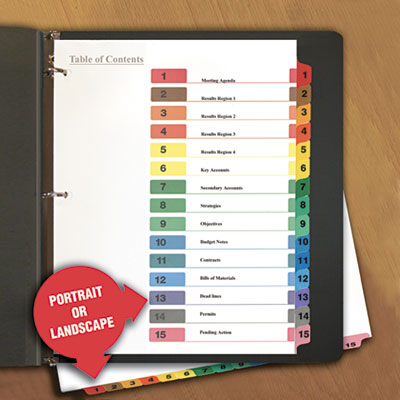 Table of Contents
1 Meeting Agenda 1
2 Results Region 1 2
3 Results Region 2 3
4 Results Region 3 4
5 Results Region 4 5
6 Key Accounts 6
7 Secondary Accounts 7
8 Strategies 8
9 Objectives 9
10 Budget Notes 10
11 Contracts 11
12 Bills of Materials 12
13 Dead lines 13
14 Permits 14
15 Pending Action 15
PORTRAIT
OR
LANDSCAPE
15